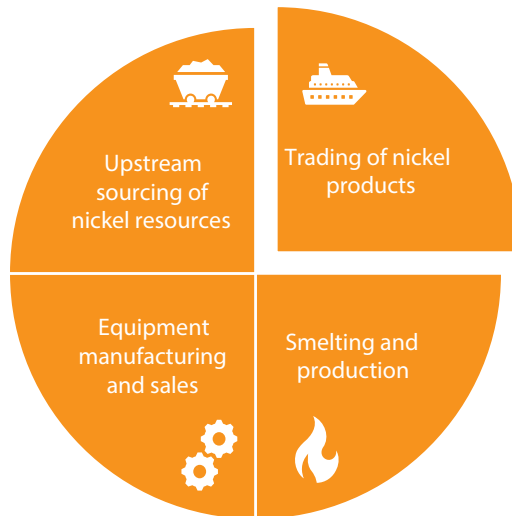 Upstream
sourcing of
nickel resources
Trading of nickel
products
Equipment
manufacturing
and sales
Smelting and
production